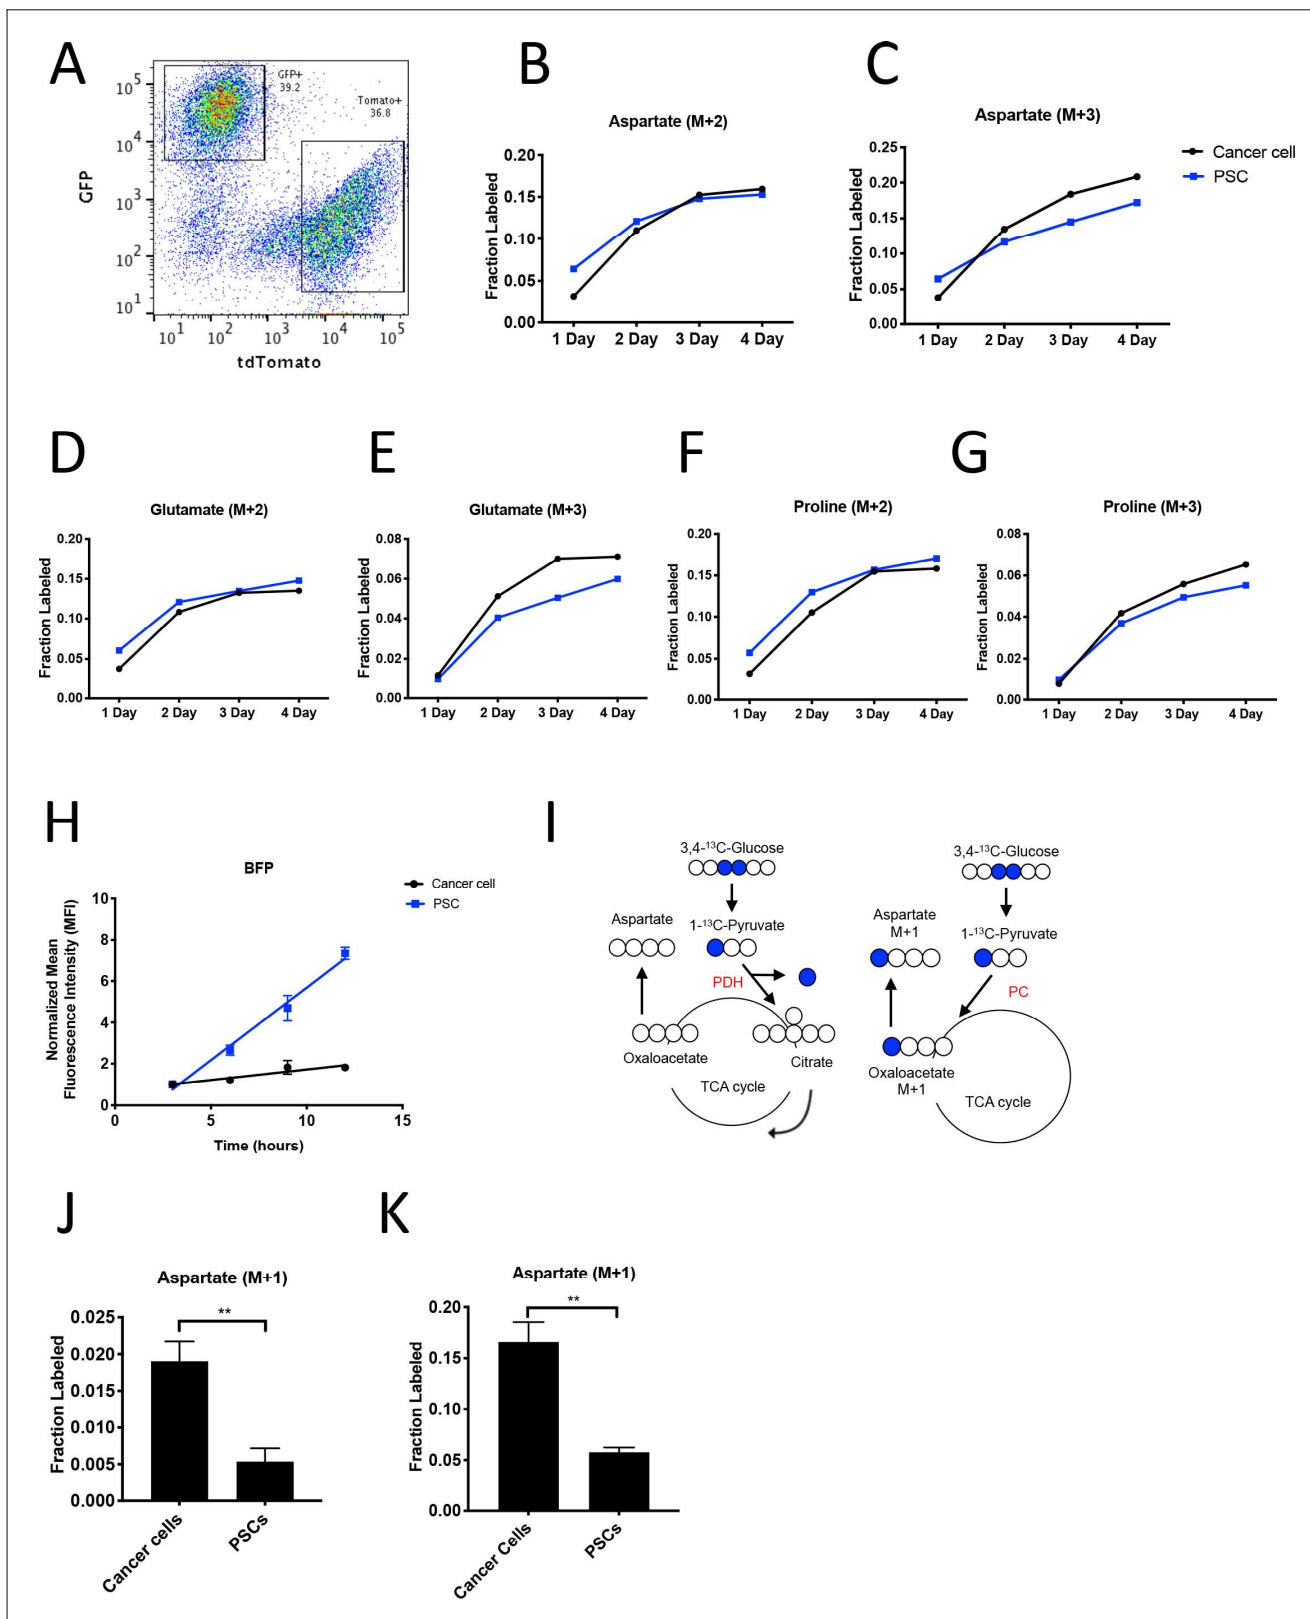 A
GFP+
39.2
Tomato+
36.8
10^5
10^4
10^3
10^2
10^1
GFP
10^1 10^2 10^3 10^4 10^5
tdTomato
B
Aspartate (M+2)
0.20
0.15
0.10
0.05
0.00
Fraction Labeled
1 Day 2 Day 3 Day 4 Day
C
Aspartate (M+3)
0.25
0.20
0.15
0.10
0.05
0.00
Fraction Labeled
1 Day 2 Day 3 Day 4 Day
Cancer cell
PSC
D
Glutamate (M+2)
0.20
0.15
0.10
0.05
0.00
Fraction Labeled
1 Day 2 Day 3 Day 4 Day
E
Glutamate (M+3)
0.08
0.06
0.04
0.02
0.00
Fraction Labeled
1 Day 2 Day 3 Day 4 Day
F
Proline (M+2)
0.20
0.15
0.10
0.05
0.00
Fraction Labeled
1 Day 2 Day 3 Day 4 Day
G
Proline (M+3)
0.08
0.06
0.04
0.02
0.00
Fraction Labeled
1 Day 2 Day 3 Day 4 Day
H
BFP
10
8
6
4
2
0
Normalized Mean
Fluorescence Intensity (MFI)
0 5 10 15
Time (hours)
Cancer cell
PSC
I
3,4-¹³C-Glucose
Aspartate
1-¹³C-Pyruvate
PDH
Oxaloacetate
Citrate
TCA cycle
3,4-¹³C-Glucose
Aspartate
M+1
1-¹³C-Pyruvate
PC
Oxaloacetate
M+1
TCA cycle
J
Aspartate (M+1)
**
0.025
0.020
0.015
0.010
0.005
0.000
Fraction Labeled
Cancer cells
PSCs
K
Aspartate (M+1)
**
0.20
0.15
0.10
0.05
0.00
Fraction Labeled
Cancer Cells
PSCs